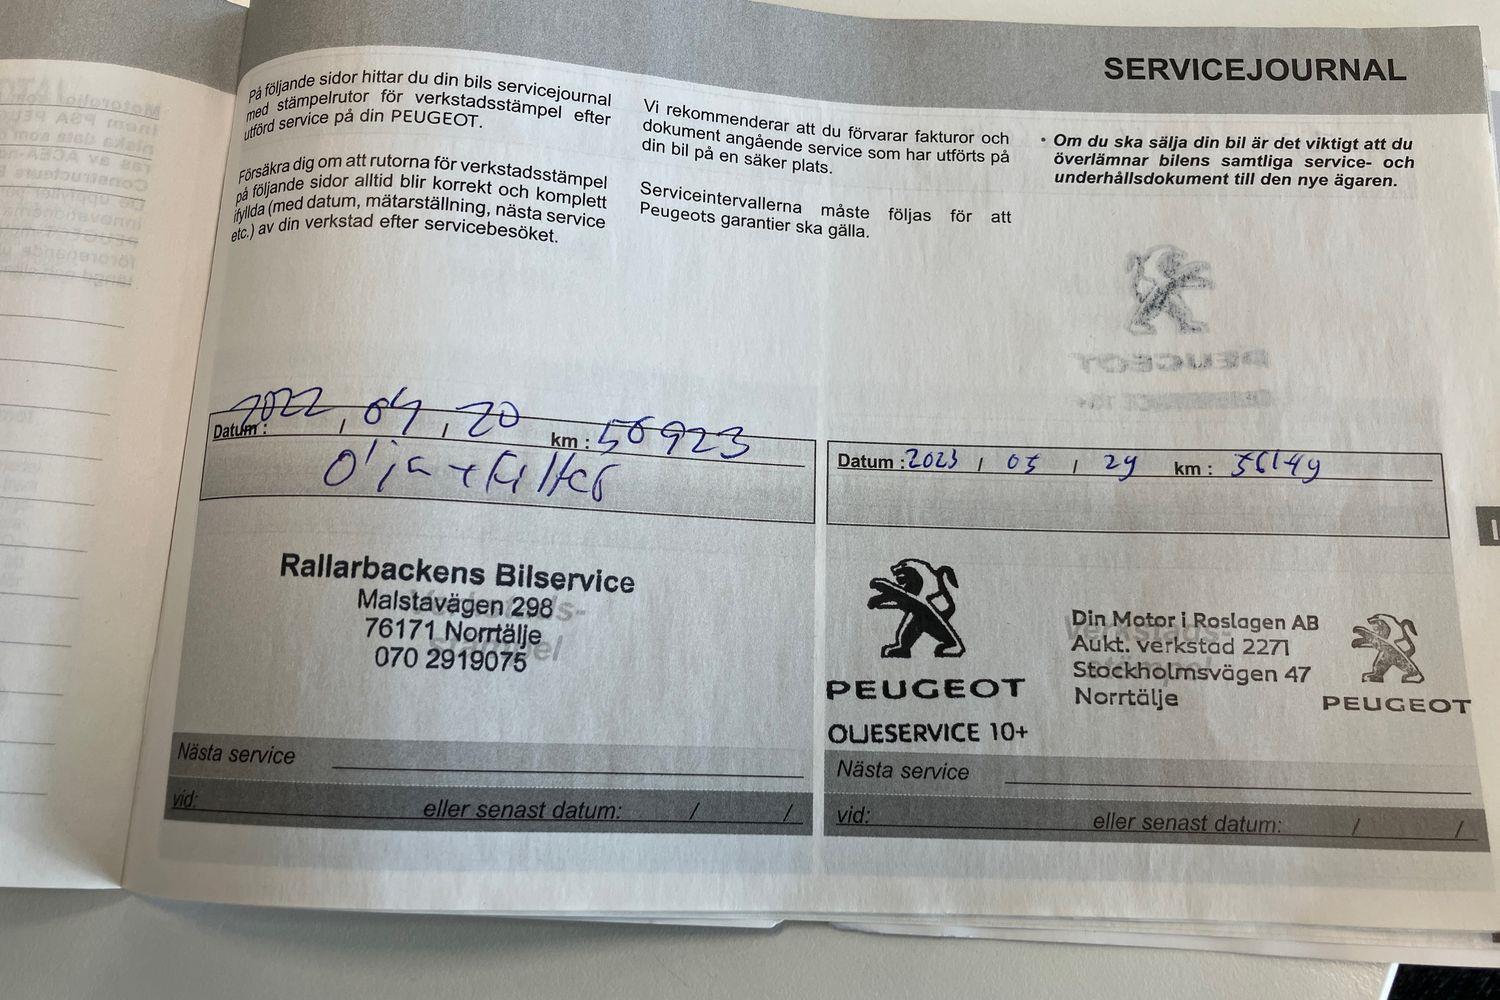 SERVICEJOURNAL
På följande sidor hittar du din bils servicejournal
med stämpelrutor för verkstadsstämpel efter
utförd service på din PEUGEOT.
Försäkra dig om att rutorna för verkstadsstämpel
på följande sidor alltid blir korrekt och komplett
ifyllda (med datum, mätarställning, nästa service
etc.) av din verkstad efter servicebesöket.
Vi rekommenderar att du förvarar fakturor och
dokument angående service som har utförts på
din bil på en säker plats.
Serviceintervallerna måste följas för att
Peugeots garantier ska gälla.
• Om du ska sälja din bil är det viktigt att du
överlämnar bilens samtliga service- och
underhållsdokument till den nye ägaren.
Datum : 2022 / 04 / 20 km : 56923
Olja + filter
Rallarbackens Bilservice
Malstavägen 298
76171 Norrtälje
070 2919075
Verkstads-
stämpel
Nästa service
vid: eller senast datum: / /
Datum : 2023 / 05 / 29 km : 56149
PEUGEOT
OLJESERVICE 10+
Din Motor i Roslagen AB
Aukt. verkstad 2271
Stockholmsvägen 47
Norrtälje
Verkstads-
stämpel
PEUGEOT
Nästa service
vid: eller senast datum: / /